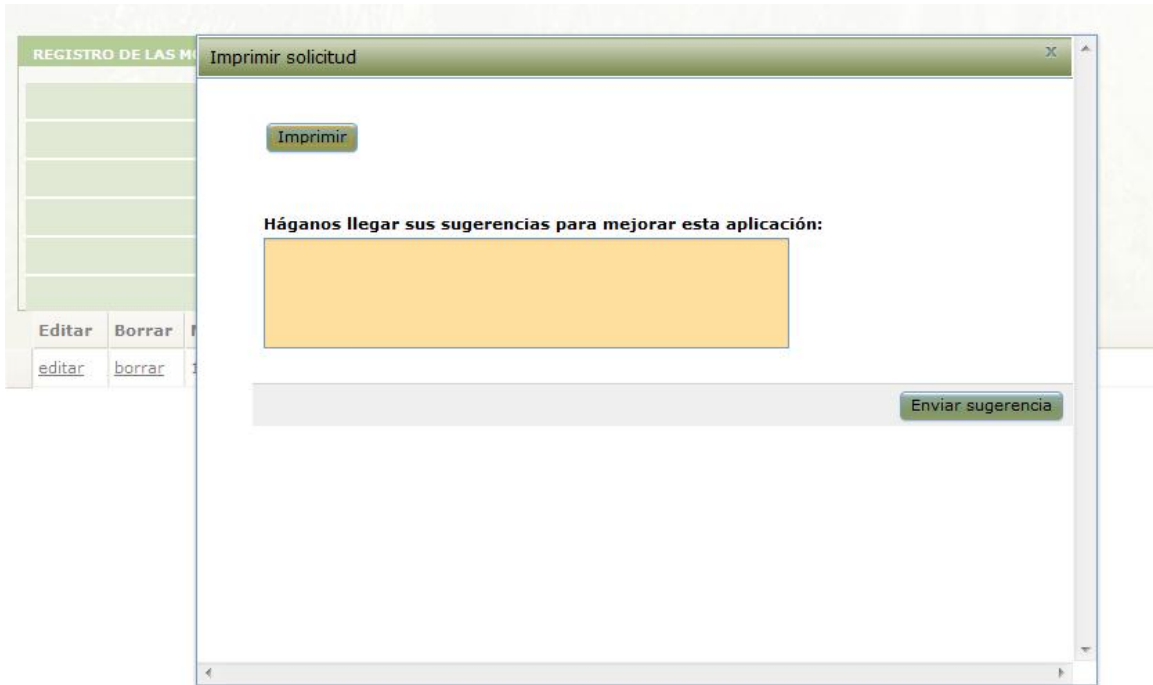 REGISTRO DE LAS
Imprimir solicitud
x
Imprimir
Háganos llegar sus sugerencias para mejorar esta aplicación:
Editar Borrar
editar borrar
Enviar sugerencia